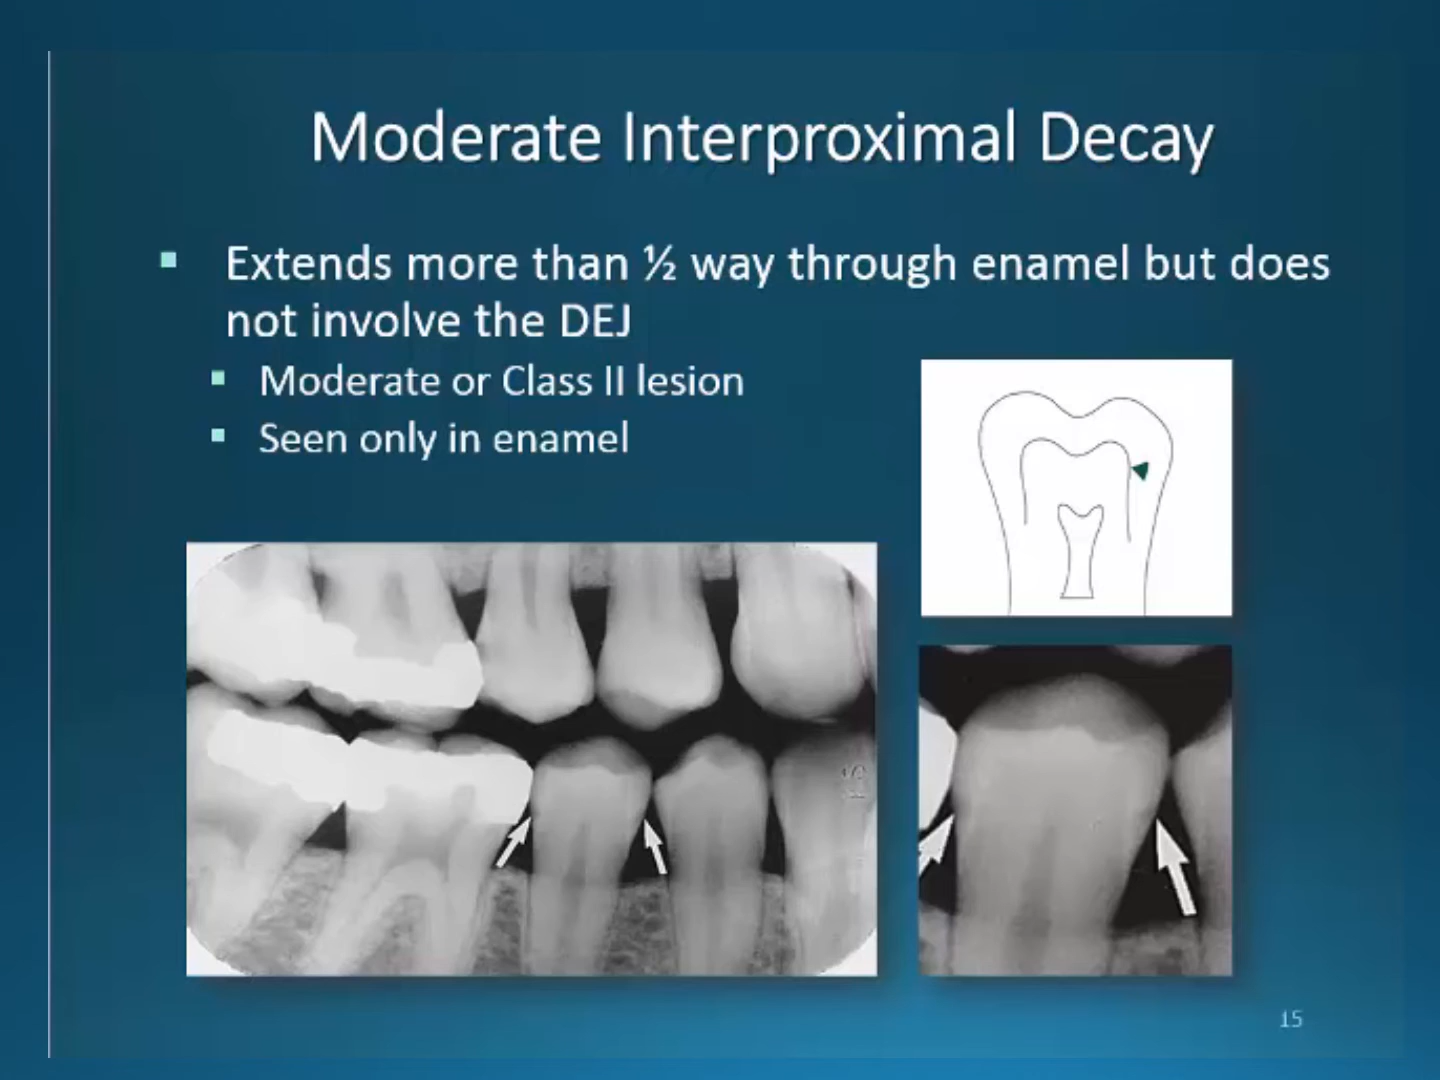 Moderate Interproximal Decay
Extends more than ½ way through enamel but does
not involve the DEJ
Moderate or Class II lesion
Seen only in enamel
15